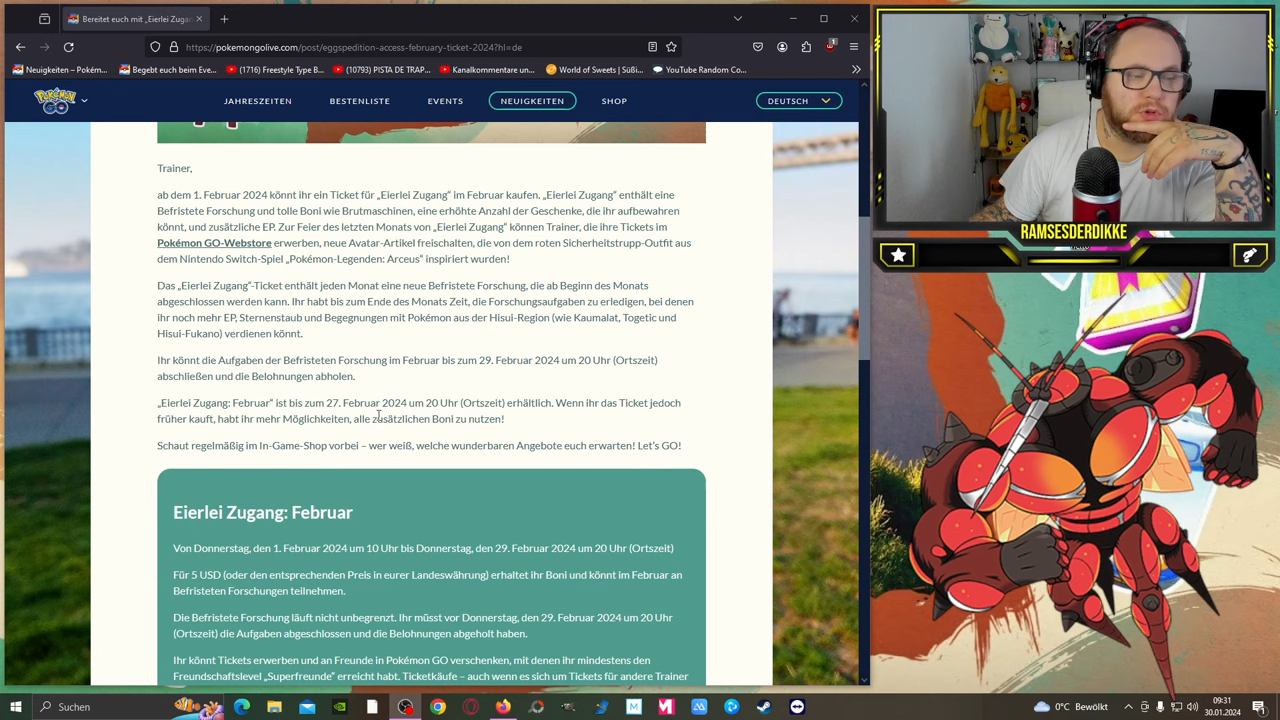 Bereitet euch mit „Eierlei Zugan
https://pokemongolive.com/post/eggspedition-access-february-ticket-2024?hl=de
1
Neuigkeiten – Pokém...
Begebt euch beim Eve...
(1716) Freestyle Type B...
(10793) PISTA DE TRAP...
Kanalkommentare un...
World of Sweets | Süßi...
YouTube Random Co...
Pokémon GO
JAHRESZEITEN
BESTENLISTE
EVENTS
NEUIGKEITEN
SHOP
DEUTSCH
Trainer,
ab dem 1. Februar 2024 könnt ihr ein Ticket für „Eierlei Zugang“ im Februar kaufen. „Eierlei Zugang“ enthält eine
Befristete Forschung und tolle Boni wie Brutmaschinen, eine erhöhte Anzahl der Geschenke, die ihr aufbewahren
könnt, und zusätzliche EP. Zur Feier des letzten Monats von „Eierlei Zugang“ können Trainer, die ihre Tickets im
Pokémon GO-Webstore erwerben, neue Avatar-Artikel freischalten, die von dem roten Sicherheitstrupp-Outfit aus
dem Nintendo Switch-Spiel „Pokémon-Legenden: Arceus“ inspiriert wurden!
Das „Eierlei Zugang“-Ticket enthält jeden Monat eine neue Befristete Forschung, die ab Beginn des Monats
abgeschlossen werden kann. Ihr habt bis zum Ende des Monats Zeit, die Forschungsaufgaben zu erledigen, bei denen
ihr noch mehr EP, Sternenstaub und Begegnungen mit Pokémon aus der Hisui-Region (wie Kaumalat, Togetic und
Hisui-Fukano) verdienen könnt.
Ihr könnt die Aufgaben der Befristeten Forschung im Februar bis zum 29. Februar 2024 um 20 Uhr (Ortszeit)
abschließen und die Belohnungen abholen.
„Eierlei Zugang: Februar“ ist bis zum 27. Februar 2024 um 20 Uhr (Ortszeit) erhältlich. Wenn ihr das Ticket jedoch
früher kauft, habt ihr mehr Möglichkeiten, alle zusätzlichen Boni zu nutzen!
Schaut regelmäßig im In-Game-Shop vorbei – wer weiß, welche wunderbaren Angebote euch erwarten! Let’s GO!
Eierlei Zugang: Februar
Von Donnerstag, den 1. Februar 2024 um 10 Uhr bis Donnerstag, den 29. Februar 2024 um 20 Uhr (Ortszeit)
Für 5 USD (oder den entsprechenden Preis in eurer Landeswährung) erhaltet ihr Boni und könnt im Februar an
Befristeten Forschungen teilnehmen.
Die Befristete Forschung läuft nicht unbegrenzt. Ihr müsst vor Donnerstag, den 29. Februar 2024 um 20 Uhr
(Ortszeit) die Aufgaben abgeschlossen und die Belohnungen abgeholt haben.
Ihr könnt Tickets erwerben und an Freunde in Pokémon GO verschenken, mit denen ihr mindestens den
Freundschaftslevel „Superfreunde“ erreicht habt. Ticketkäufe – auch wenn es sich um Tickets für andere Trainer
RAMSESDERDIKKE
Suchen
09:31
30.01.2024